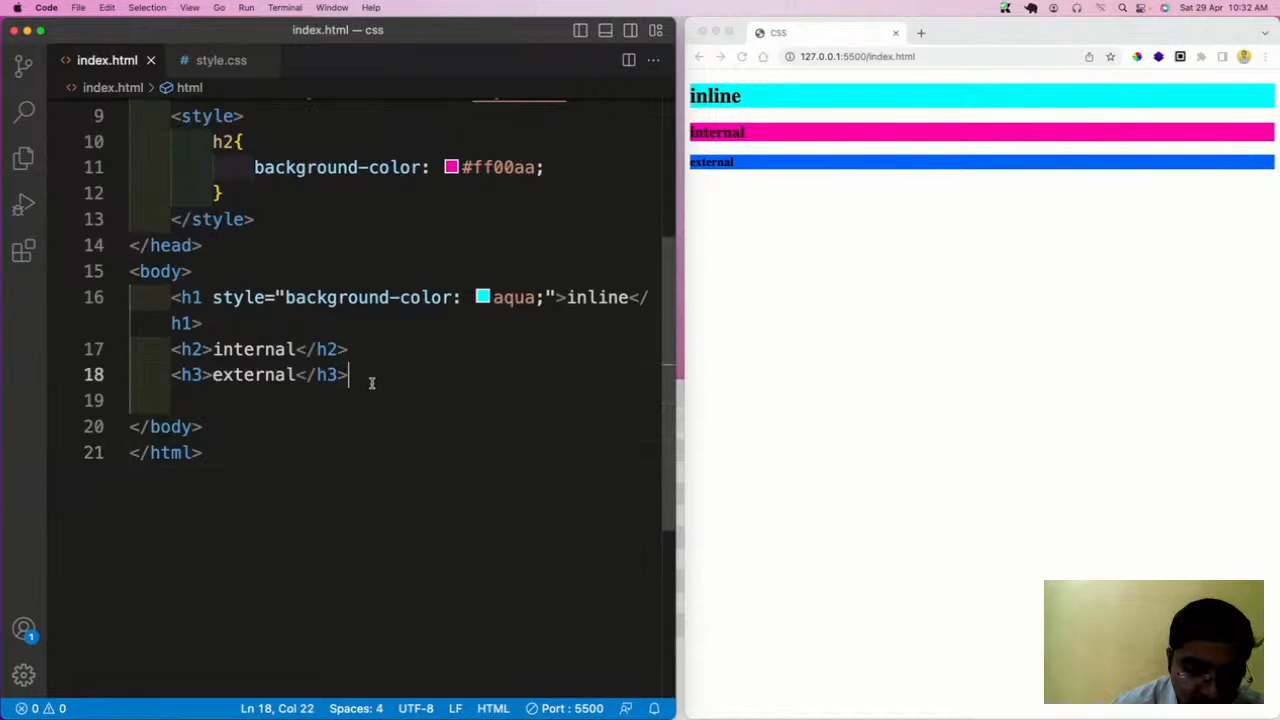 Code File Edit Selection View Go Run Terminal Window Help Sat 29 Apr 10:32 AM
index.html — css
index.html style.css
index.html > html
9 <style>
10 h2{
11 background-color: #ff00aa;
12 }
13 </style>
14 </head>
15 <body>
16 <h1 style="background-color: aqua;">inline</
h1>
17 <h2>internal</h2>
18 <h3>external</h3>
19
20 </body>
21 </html>
1
0 0 Ln 18, Col 22 Spaces: 4 UTF-8 LF HTML Port : 5500
CSS
127.0.0.1:5500/index.html
inline
internal
external